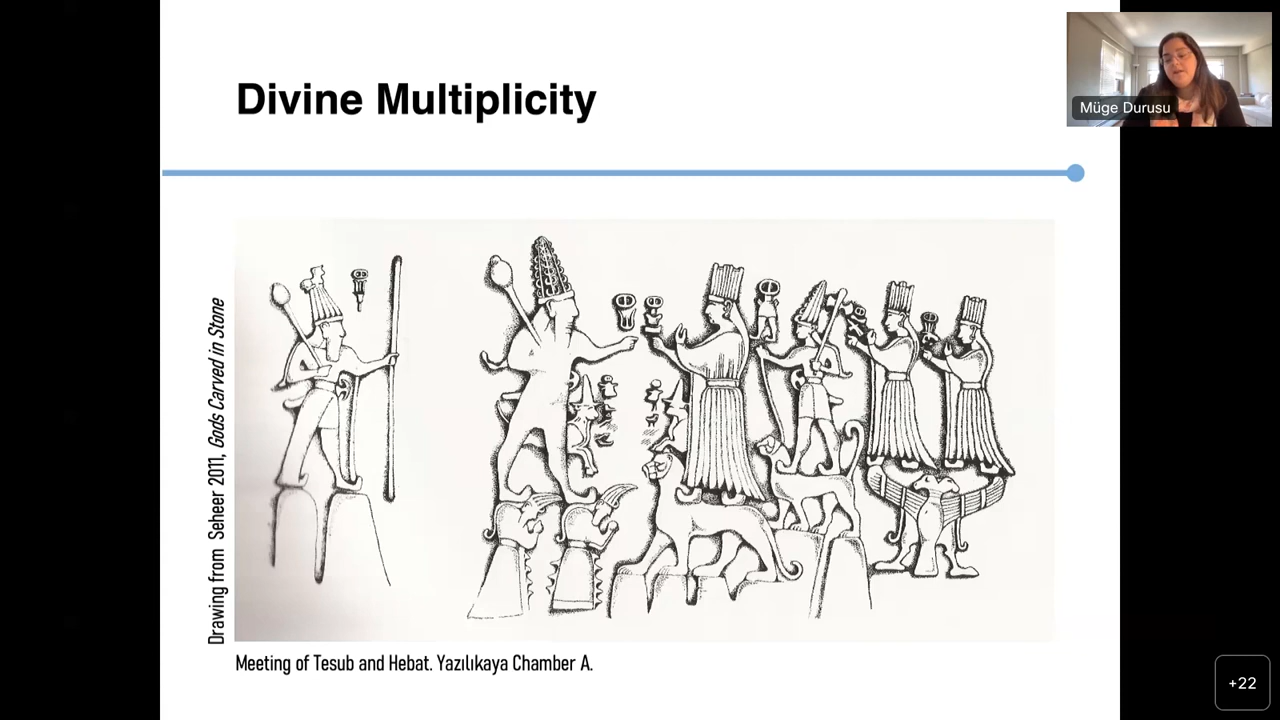 Divine Multiplicity
Müge Durusu
Drawing from Seheer 2011, Gods Carved in Stone
Meeting of Tesub and Hebat. Yazılıkaya Chamber A.
+22